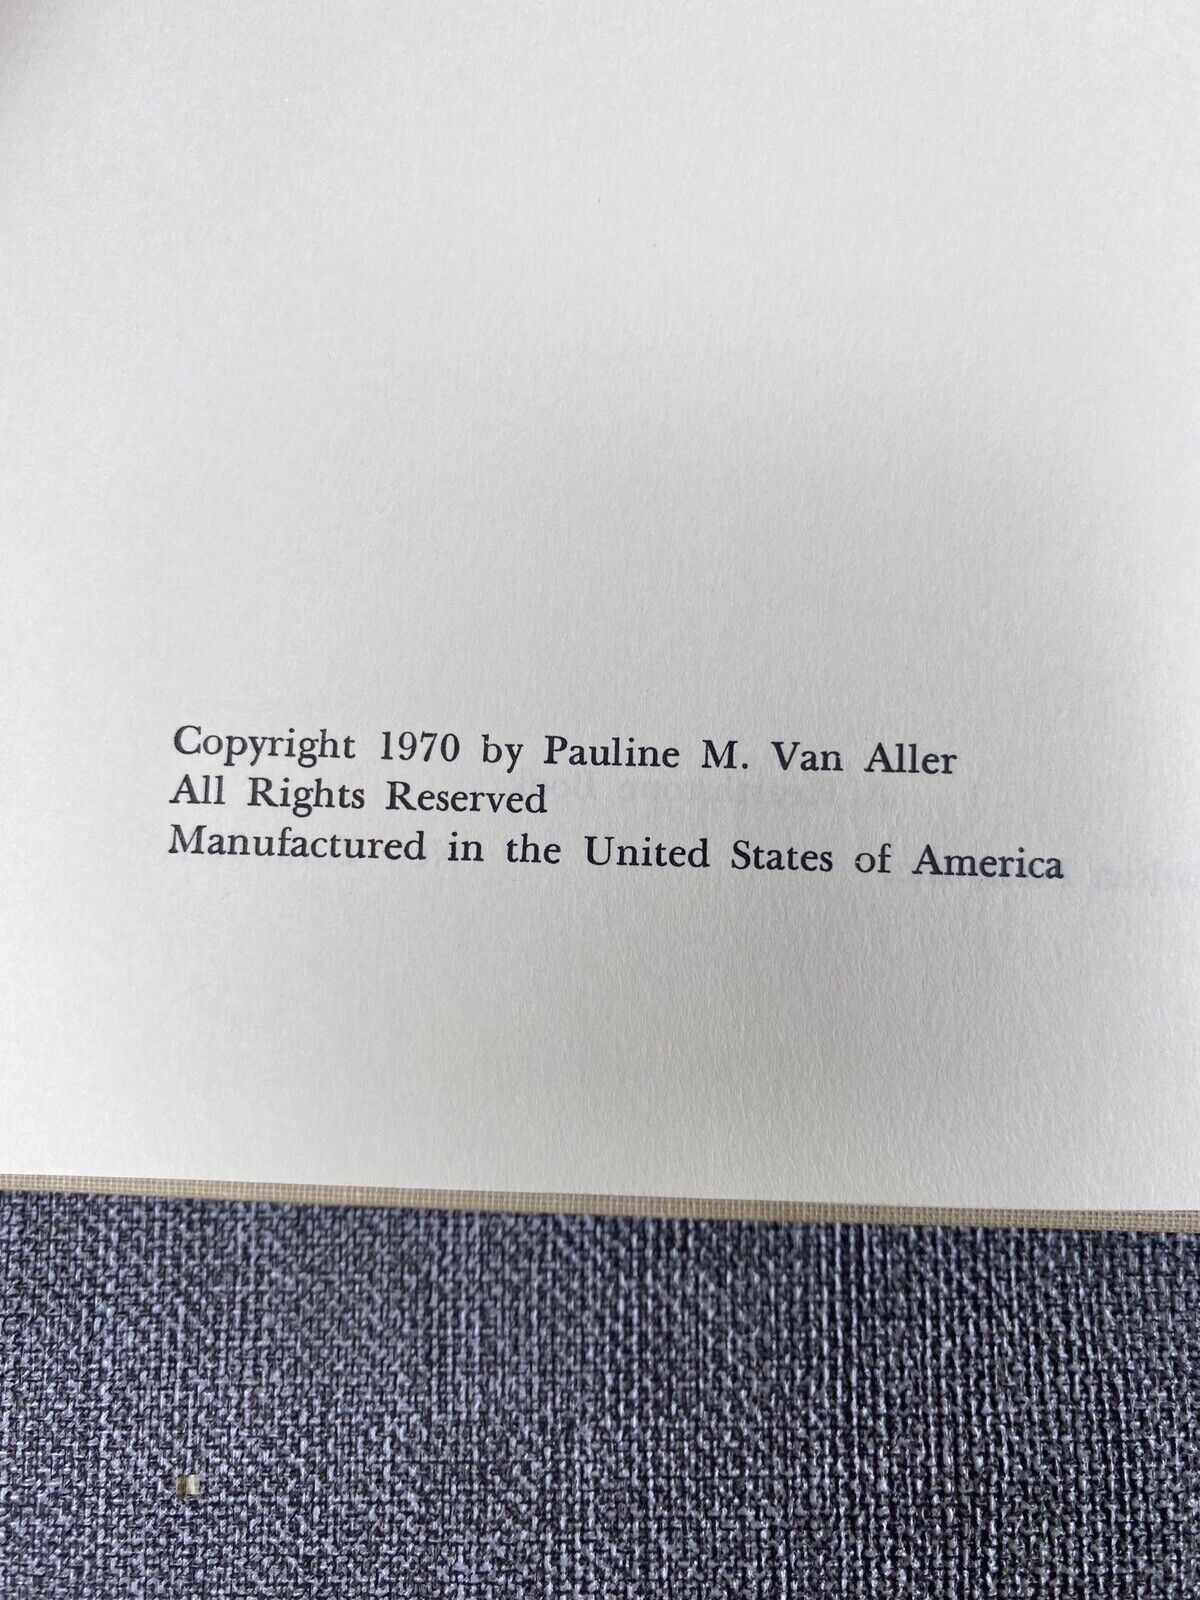 Copyright 1970 by Pauline M. Van Aller
All Rights Reserved
Manufactured in the United States of America